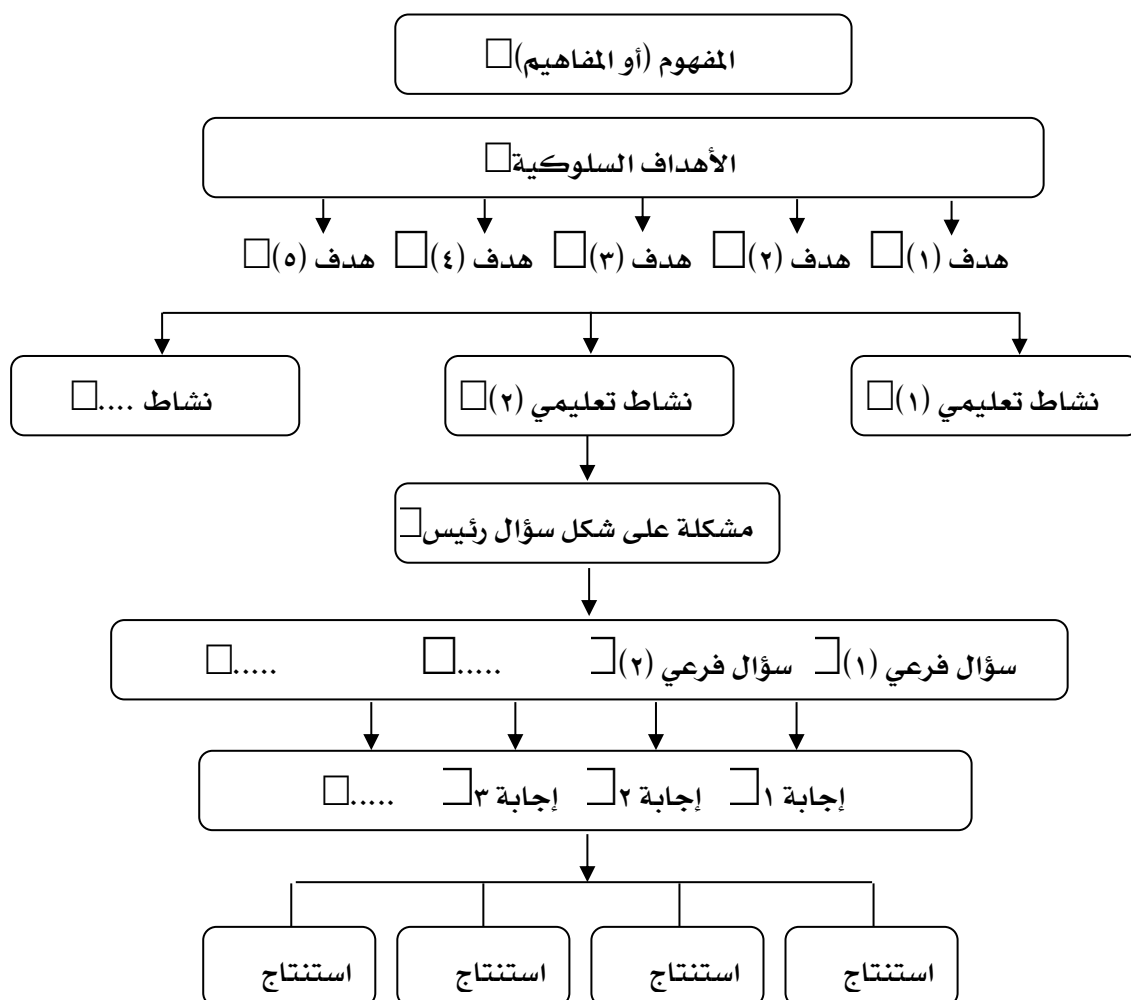 المفهوم (أو المفاهيم)
الأهداف السلوكية
هدف (١) هدف (٢) هدف (٣) هدف (٤) هدف (٥)
نشاط تعليمي (١) نشاط تعليمي (٢) نشاط ....
مشكلة على شكل سؤال رئيس
سؤال فرعي (١) سؤال فرعي (٢) ..... .....
إجابة ١ إجابة ٢ إجابة ٣ .....
استنتاج استنتاج استنتاج استنتاج